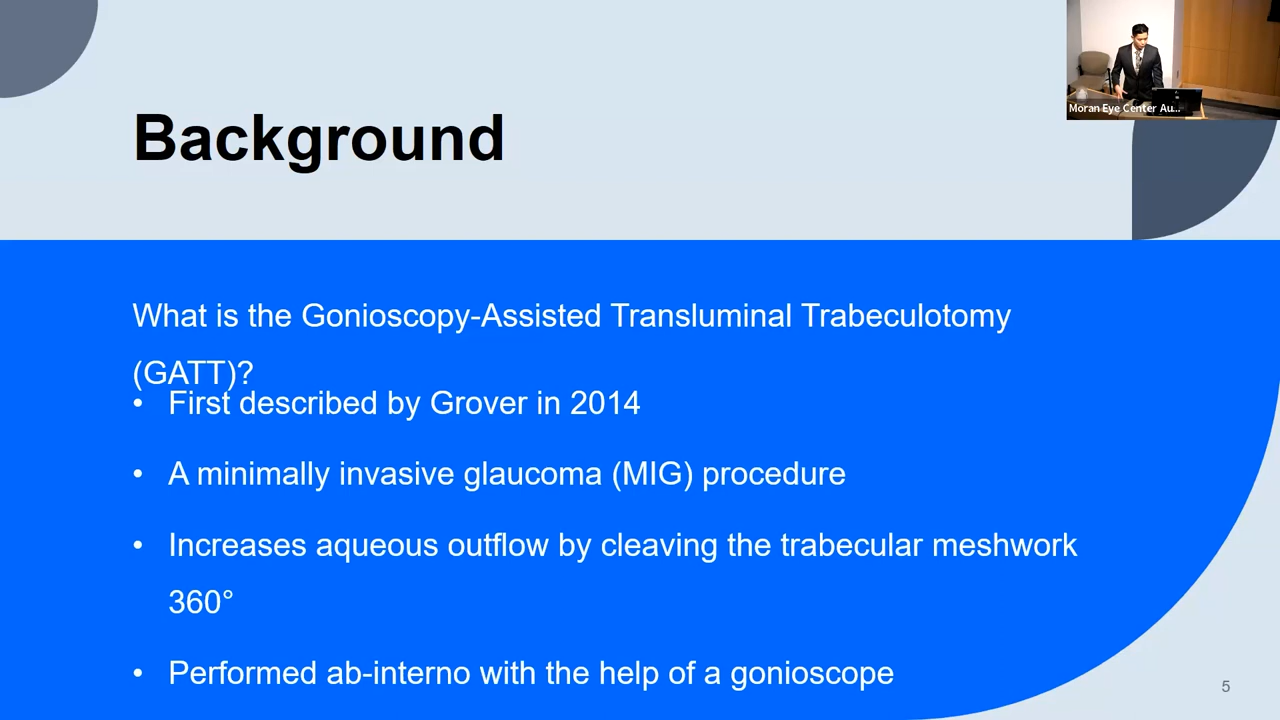 Moran Eye Center Au...
Background
What is the Gonioscopy-Assisted Transluminal Trabeculotomy
(GATT)?
• First described by Grover in 2014
• A minimally invasive glaucoma (MIG) procedure
• Increases aqueous outflow by cleaving the trabecular meshwork
360°
• Performed ab-interno with the help of a gonioscope
5